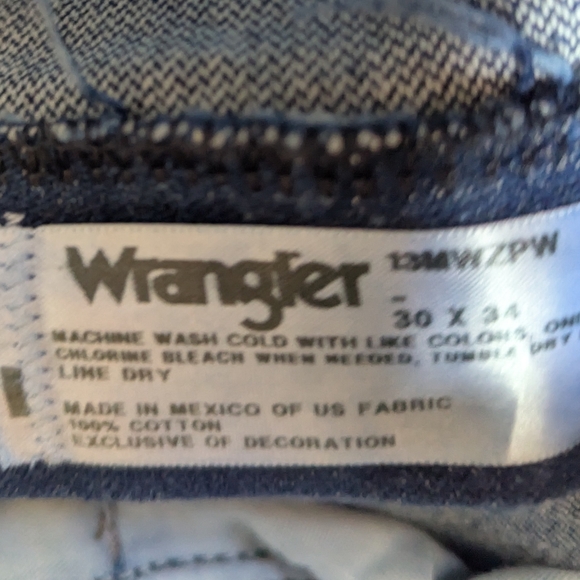 Wrangler 13MWZPW
30 X 34
MACHINE WASH COLD WITH LIKE COLORS,
CHLORINE BLEACH WHEN NEEDED, TUMBLE DRY
LINE DRY
MADE IN MEXICO OF US FABRIC
100% COTTON
EXCLUSIVE OF DECORATION